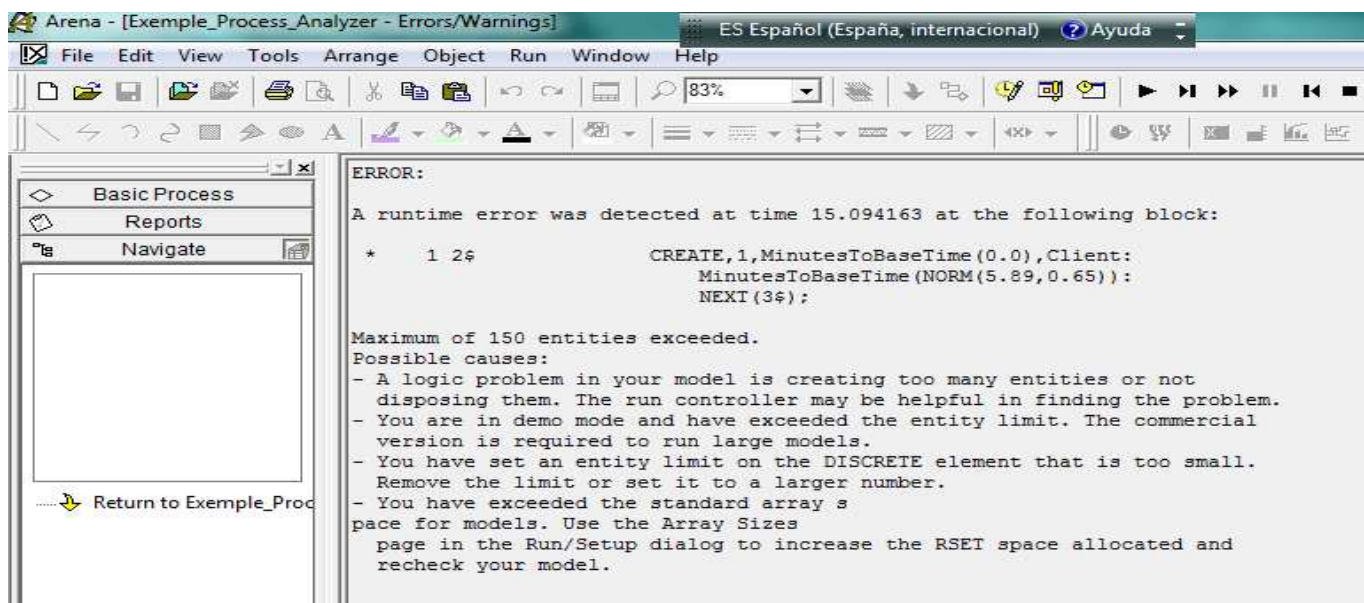 Arena - [Exemple_Process_Analyzer - Errors/Warnings]
ES Español (España, internacional) ? Ayuda
File Edit View Tools Arrange Object Run Window Help
83%
Basic Process
Reports
Navigate
Return to Exemple_Proc
ERROR:
A runtime error was detected at time 15.094163 at the following block:
* 1 2$ CREATE,1,MinutesToBaseTime(0.0),Client:
MinutesToBaseTime(NORM(5.89,0.65)):
NEXT(3$);
Maximum of 150 entities exceeded.
Possible causes:
- A logic problem in your model is creating too many entities or not
disposing them. The run controller may be helpful in finding the problem.
- You are in demo mode and have exceeded the entity limit. The commercial
version is required to run large models.
- You have set an entity limit on the DISCRETE element that is too small.
Remove the limit or set it to a larger number.
- You have exceeded the standard array s
pace for models. Use the Array Sizes
page in the Run/Setup dialog to increase the RSET space allocated and
recheck your model.